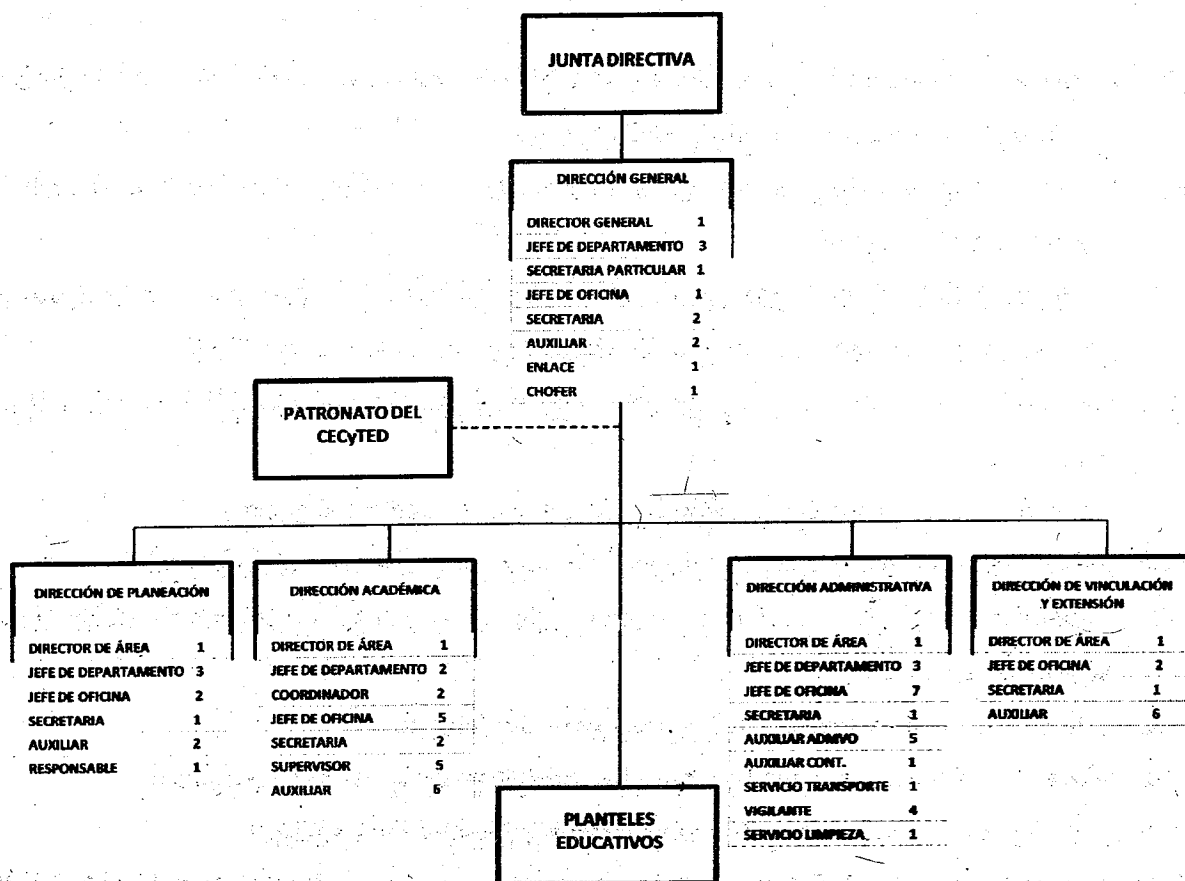 JUNTA DIRECTIVA
DIRECCIÓN GENERAL
DIRECTOR GENERAL 1
JEFE DE DEPARTAMENTO 3
SECRETARIA PARTICULAR 1
JEFE DE OFICINA 1
SECRETARIA 2
AUXILIAR 2
ENLACE 1
CHOFER 1
PATRONATO DEL
CECyTED
DIRECCIÓN DE PLANEACIÓN
DIRECTOR DE ÁREA 1
JEFE DE DEPARTAMENTO 3
JEFE DE OFICINA 2
SECRETARIA 1
AUXILIAR 2
RESPONSABLE 1
DIRECCIÓN ACADÉMICA
DIRECTOR DE ÁREA 1
JEFE DE DEPARTAMENTO 2
COORDINADOR 2
JEFE DE OFICINA 5
SECRETARIA 2
SUPERVISOR 5
AUXILIAR 6
PLANTELES
EDUCATIVOS
DIRECCIÓN ADMINISTRATIVA
DIRECTOR DE ÁREA 1
JEFE DE DEPARTAMENTO 3
JEFE DE OFICINA 7
SECRETARIA 1
AUXILIAR ADMVO 5
AUXILIAR CONT. 1
SERVICIO TRANSPORTE 1
VIGILANTE 4
SERVICIO LIMPIEZA 1
DIRECCIÓN DE VINCULACIÓN
Y EXTENSIÓN
DIRECTOR DE ÁREA 1
JEFE DE OFICINA 2
SECRETARIA 1
AUXILIAR 6